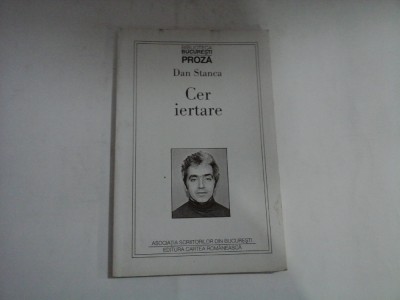 BUCUREȘTI
PROZĂ
Dan Stanca
Cer
iertare
ASOCIAȚIA SCRIITORILOR DIN BUCUREȘTI
EDITURA CARTEA ROMÂNEASCĂ